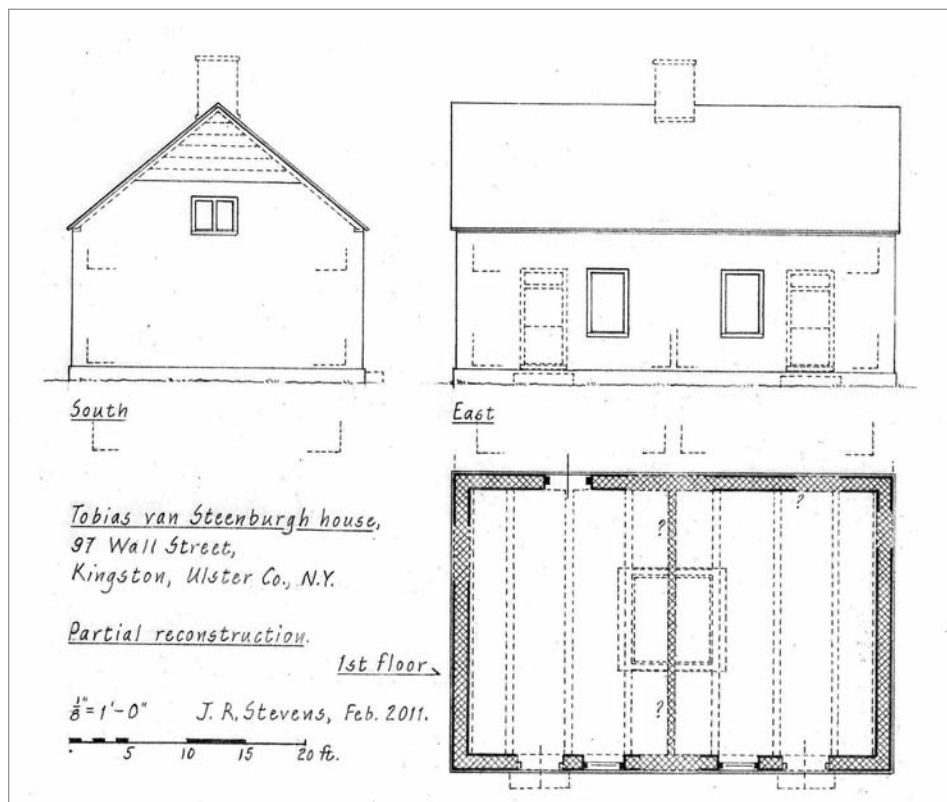 South
East
Tobias van Steenburgh house,
97 Wall Street,
Kingston, Ulster Co., N.Y.
Partial reconstruction.
1st floor
1/8" = 1'-0" J. R. Stevens, Feb. 2011.
5 10 15 20 ft.
?
?
?